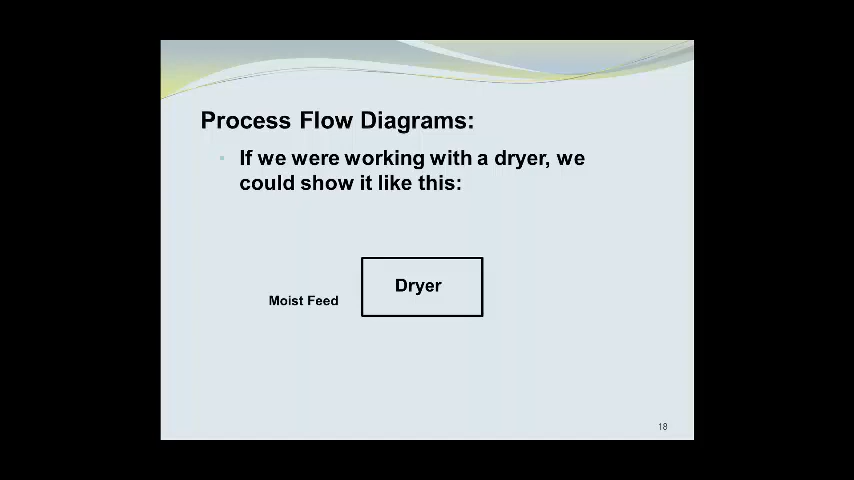 Process Flow Diagrams:
If we were working with a dryer, we
could show it like this:
Dryer
Moist Feed
18